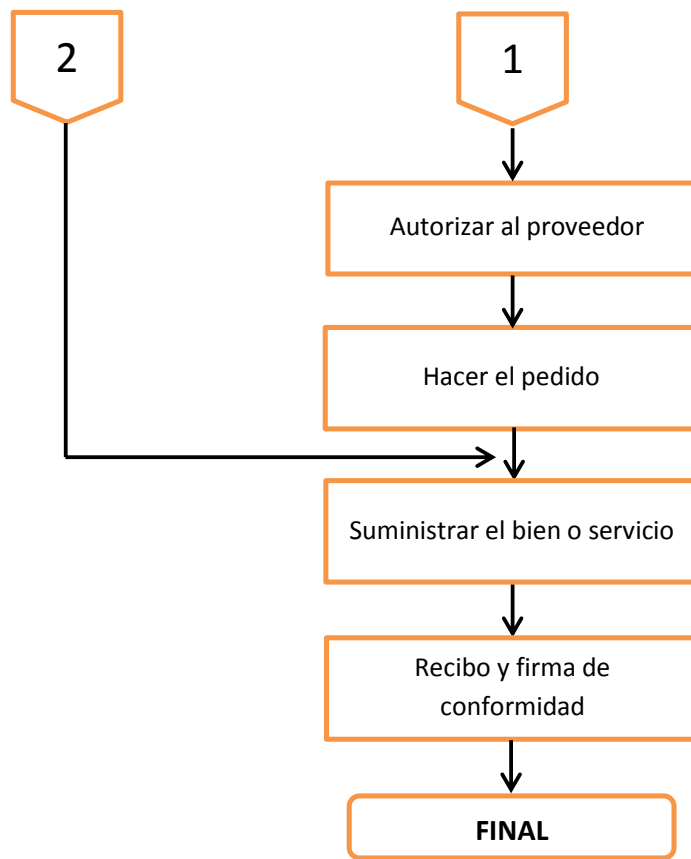 2
1
Autorizar al proveedor
Hacer el pedido
Suministrar el bien o servicio
Recibo y firma de
conformidad
FINAL